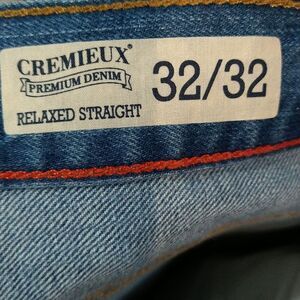 CREMIEUX®
PREMIUM DENIM
RELAXED STRAIGHT
32/32